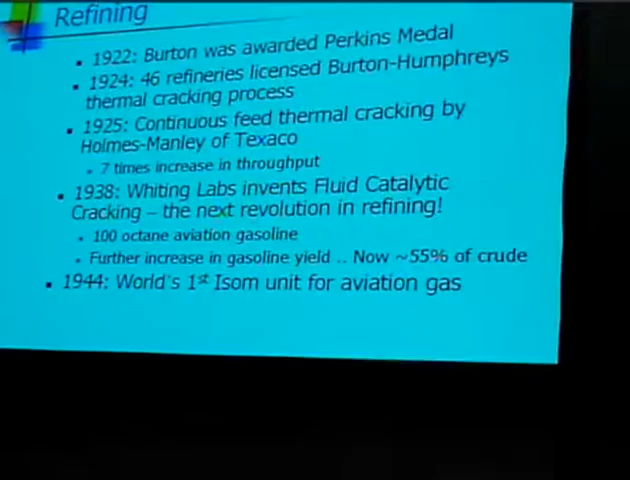 Refining
▪ 1922: Burton was awarded Perkins Medal
▪ 1924: 46 refineries licensed Burton-Humphreys
thermal cracking process
▪ 1925: Continuous feed thermal cracking by
Holmes-Manley of Texaco
▪ 7 times increase in throughput
▪ 1938: Whiting Labs invents Fluid Catalytic
Cracking – the next revolution in refining!
▪ 100 octane aviation gasoline
▪ Further increase in gasoline yield .. Now ~55% of crude
▪ 1944: World's 1st Isom unit for aviation gas